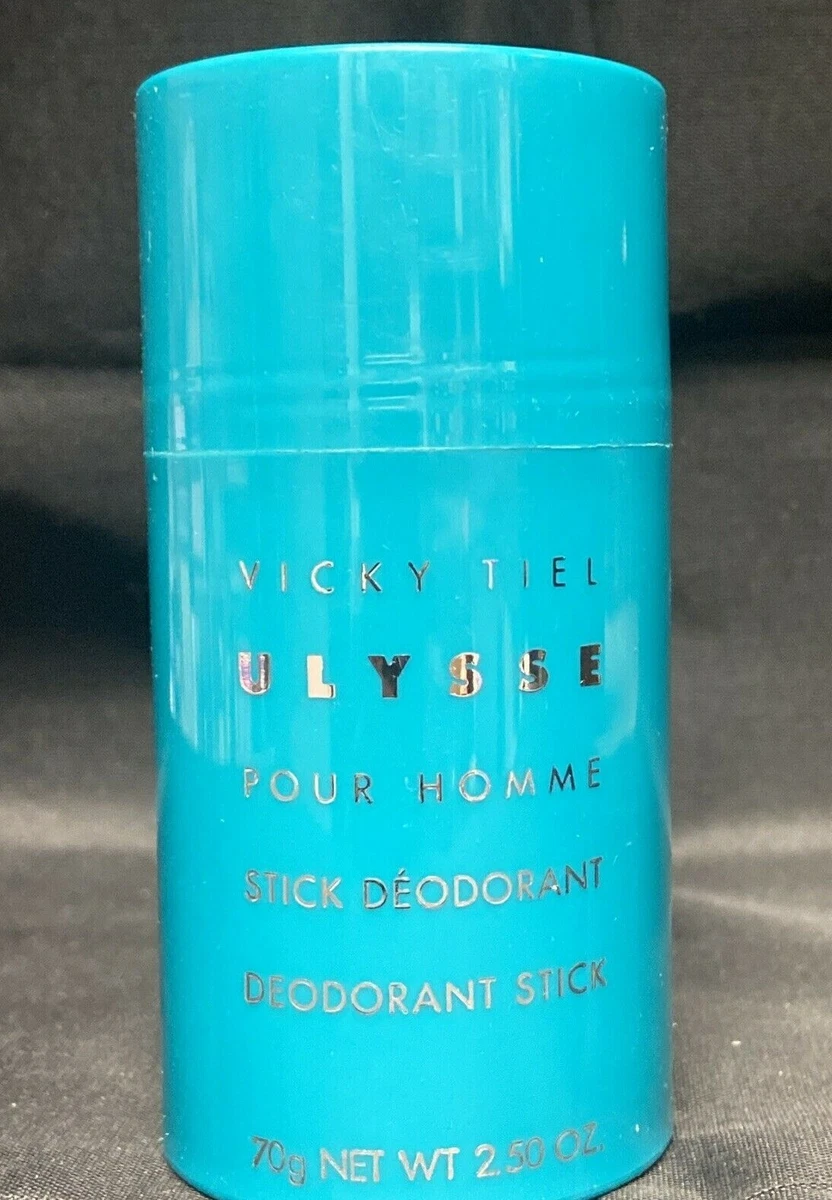 VICKY TIEL
ULYSSE
POUR HOMME
STICK DÉODORANT
DEODORANT STICK
70g NET WT 2.50 OZ.